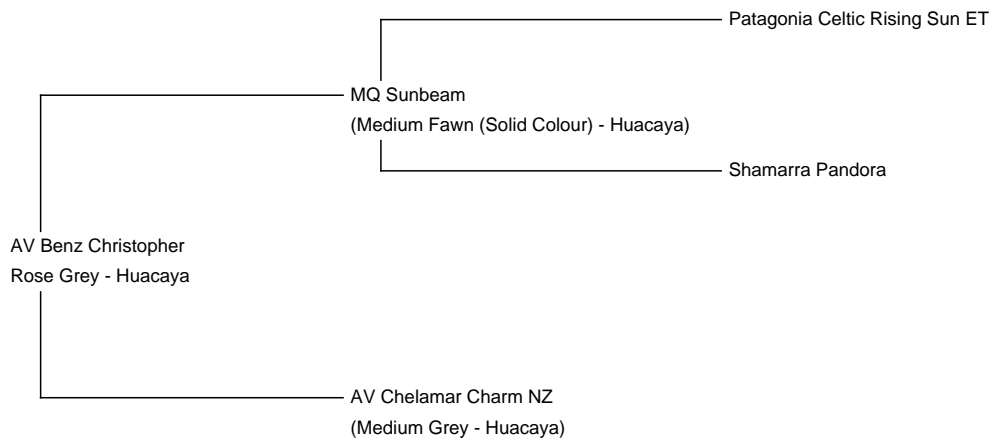 Patagonia Celtic Rising Sun ET
MQ Sunbeam
(Medium Fawn (Solid Colour) - Huacaya)
Shamarra Pandora
AV Benz Christopher
Rose Grey - Huacaya
AV Chelamar Charm NZ
(Medium Grey - Huacaya)